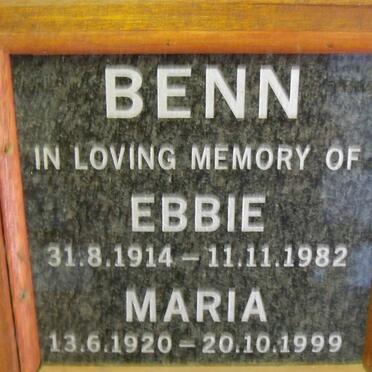 BENN
IN LOVING MEMORY OF
EBBIE
31.8.1914 – 11.11.1982
MARIA
13.6.1920 – 20.10.1999